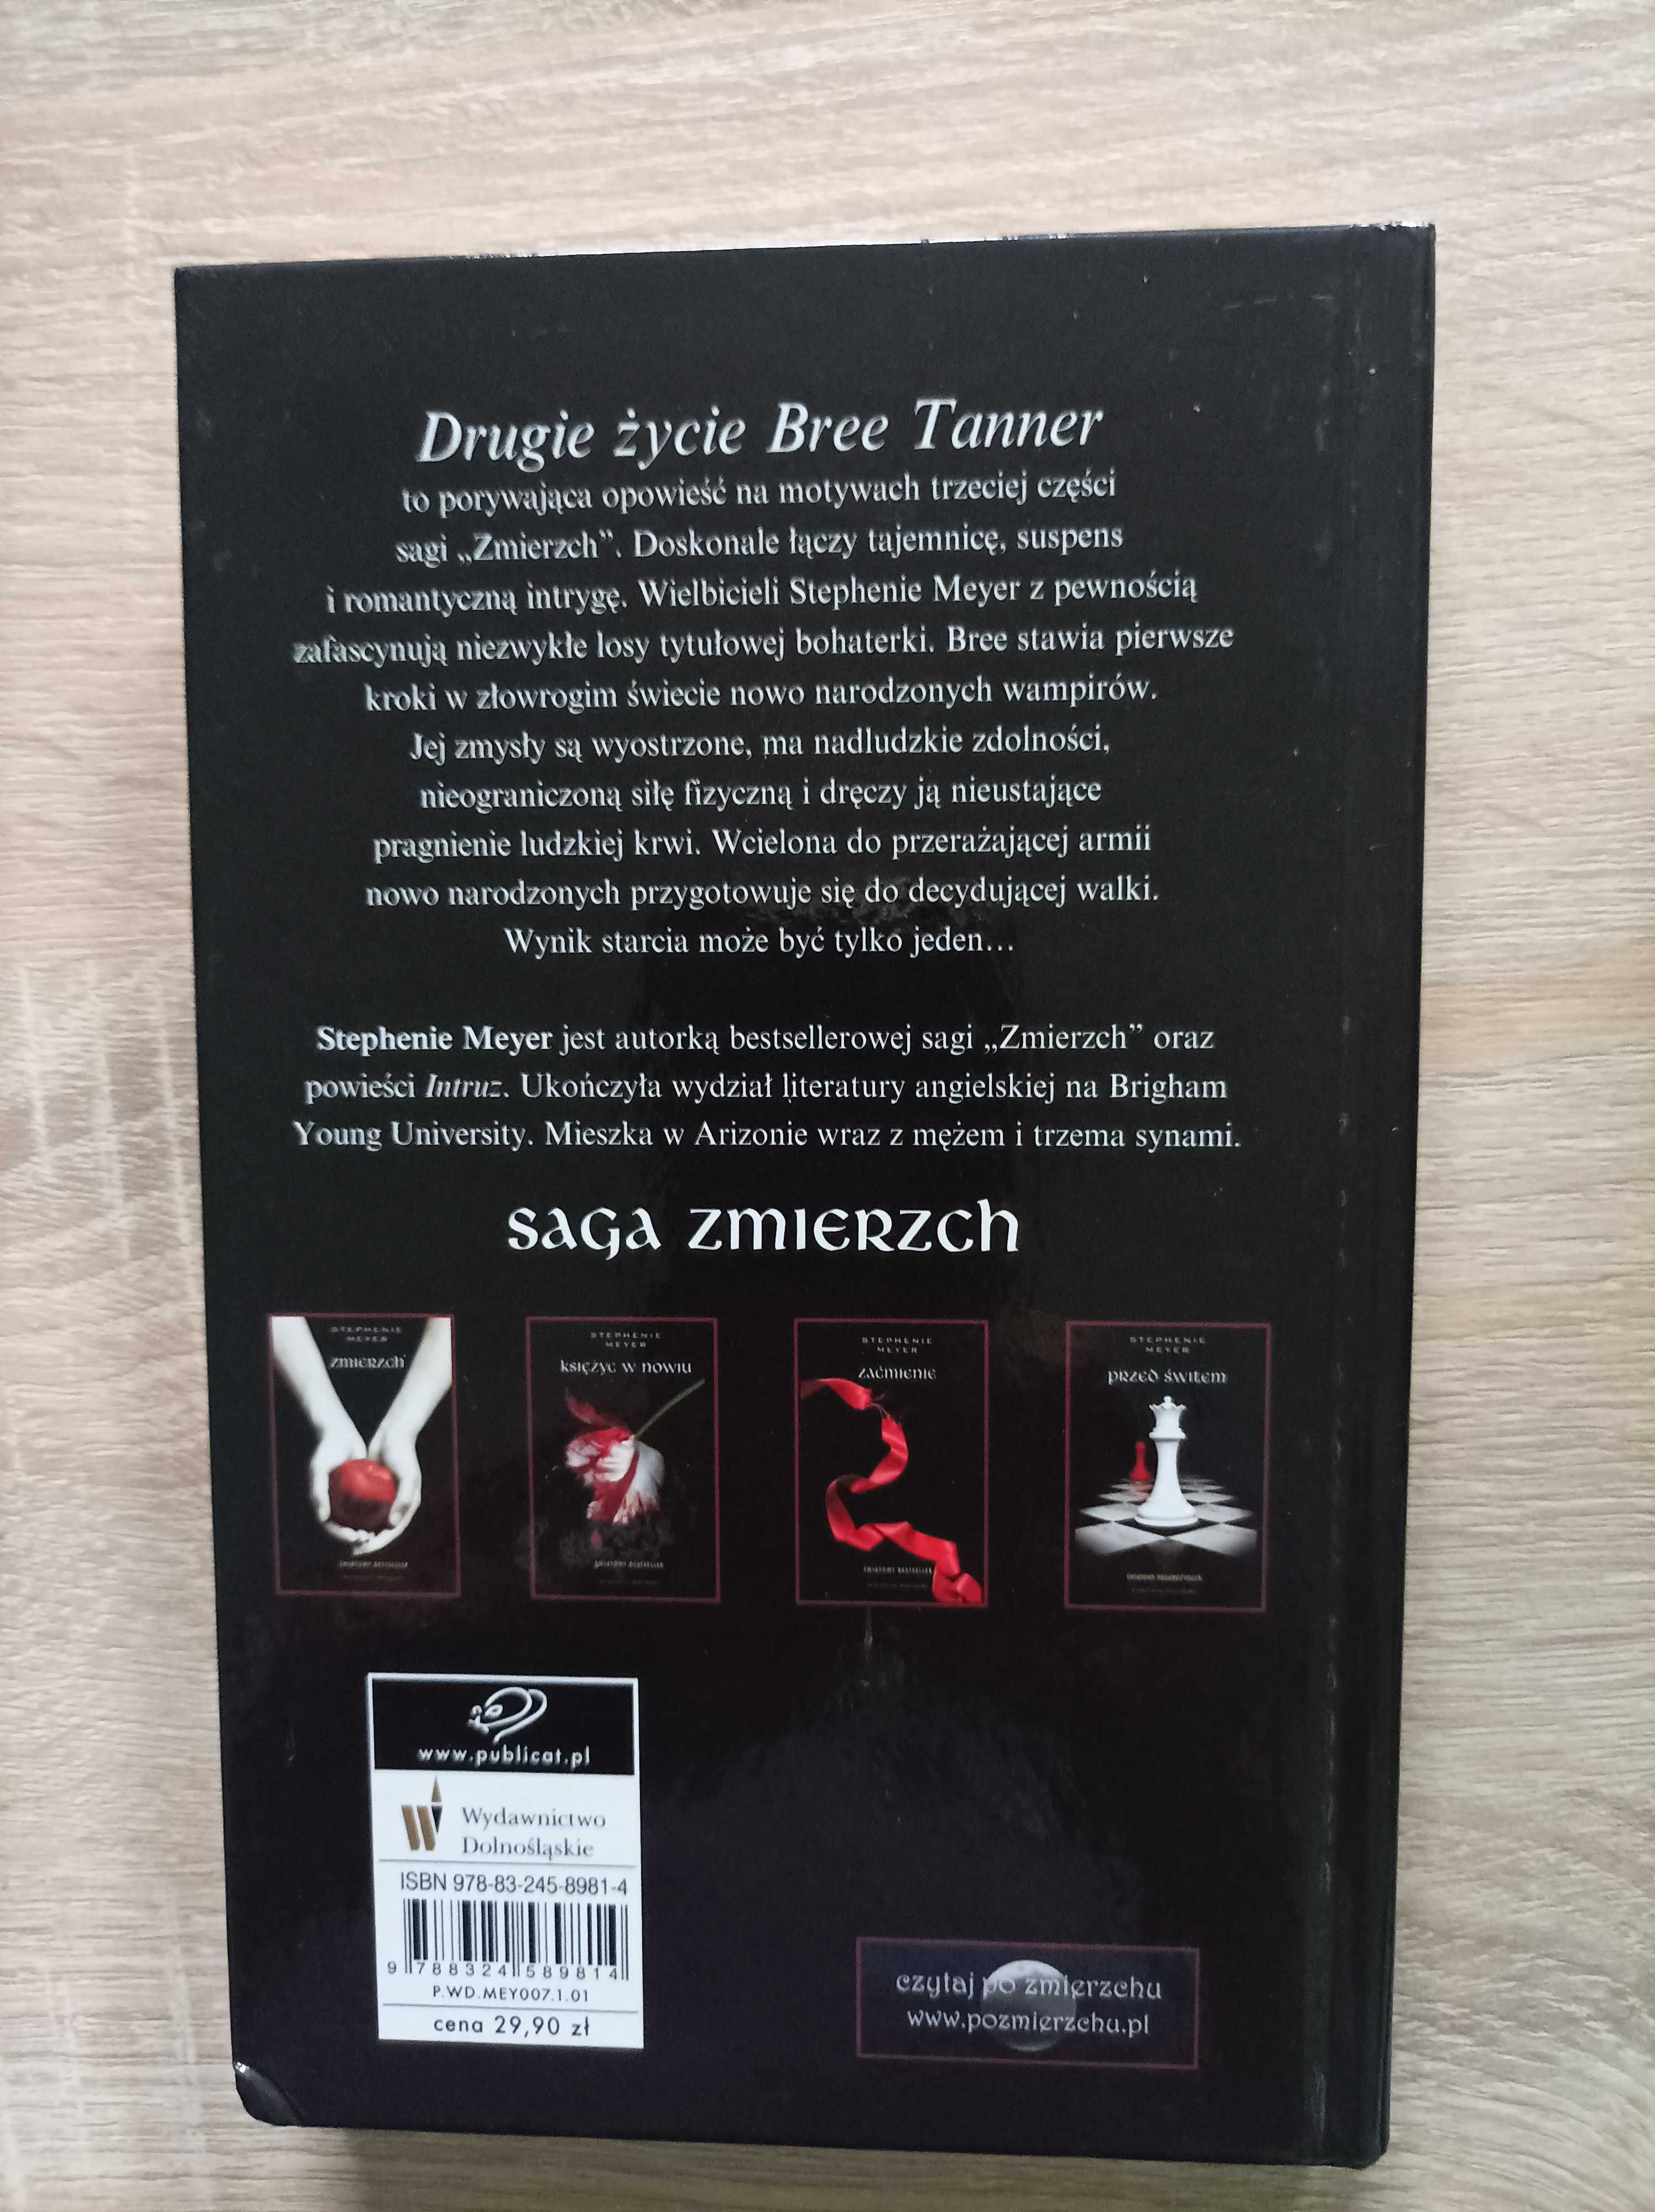 Drugie życie Bree Tanner
to porywająca opowieść na motywach trzeciej części
sagi „Zmierzch”. Doskonale łączy tajemnicę, suspens
i romantyczną intrygę. Wielbicieli Stephenie Meyer z pewnością
zafascynują niezwykłe losy tytułowej bohaterki. Bree stawia pierwsze
kroki w złowrogim świecie nowo narodzonych wampirów.
Jej zmysły są wyostrzone, ma nadludzkie zdolności,
nieograniczoną siłę fizyczną i dręczy ją nieustające
pragnienie ludzkiej krwi. Wcielona do przerażającej armii
nowo narodzonych przygotowuje się do decydującej walki.
Wynik starcia może być tylko jeden...
Stephenie Meyer jest autorką bestsellerowej sagi „Zmierzch” oraz
powieści Intruz. Ukończyła wydział literatury angielskiej na Brigham
Young University. Mieszka w Arizonie wraz z mężem i trzema synami.
SAGA ZMIERZCH
STEPHENIE
MEYER
ZMIERZCH
ŚWIATOWY BESTSELLER
STEPHENIE
MEYER
KSIĘŻYC W NOWIU
ŚWIATOWY BESTSELLER
STEPHENIE
MEYER
ZAĆMIENIE
ŚWIATOWY BESTSELLER
STEPHENIE
MEYER
PRZED ŚWITEM
www.publicat.pl
W
Wydawnictwo
Dolnośląskie
ISBN 978-83-245-8981-4
9 788324 589814
P.WD.MEY007.1.01
cena 29,90 zł
czytaj po zmierzchu
www.pozmierzchu.pl